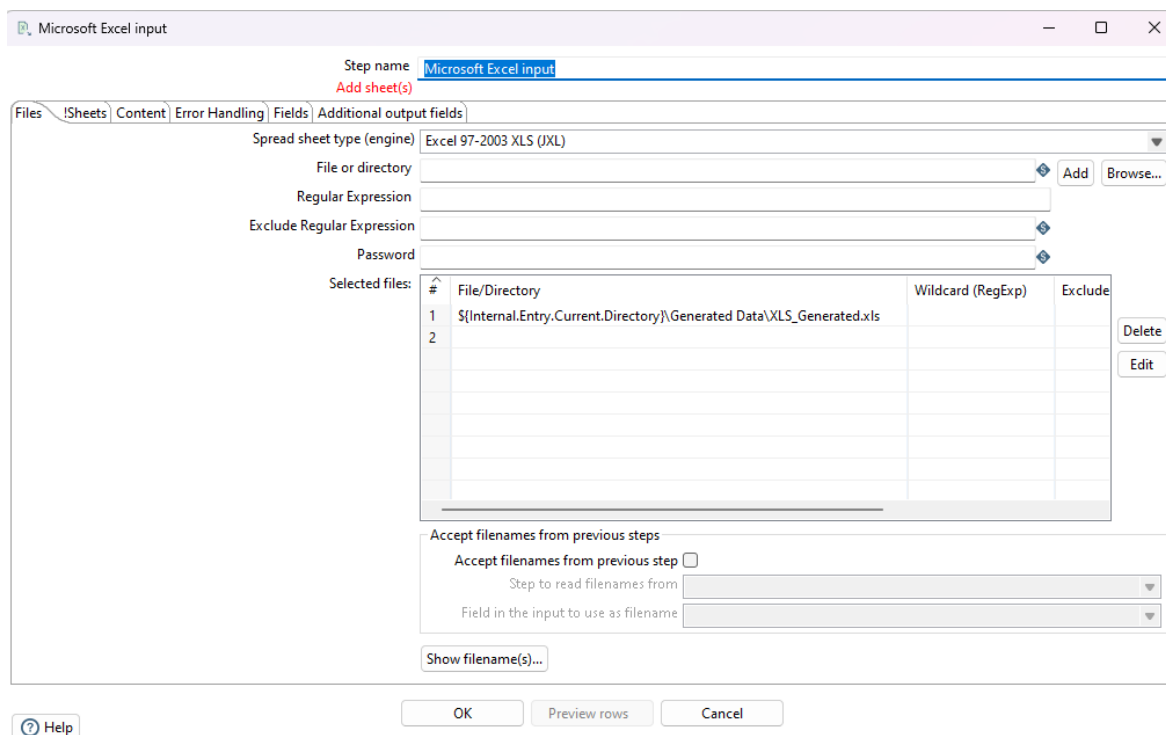 Microsoft Excel input
Step name Microsoft Excel input
Add sheet(s)
Files !Sheets Content Error Handling Fields Additional output fields
Spread sheet type (engine) Excel 97-2003 XLS (JXL)
File or directory Add Browse...
Regular Expression
Exclude Regular Expression
Password
Selected files: # File/Directory Wildcard (RegExp) Exclude
1 ${Internal.Entry.Current.Directory}\Generated Data\XLS_Generated.xls
2
Delete
Edit
Accept filenames from previous steps
Accept filenames from previous step
Step to read filenames from
Field in the input to use as filename
Show filename(s)...
OK Preview rows Cancel
Help